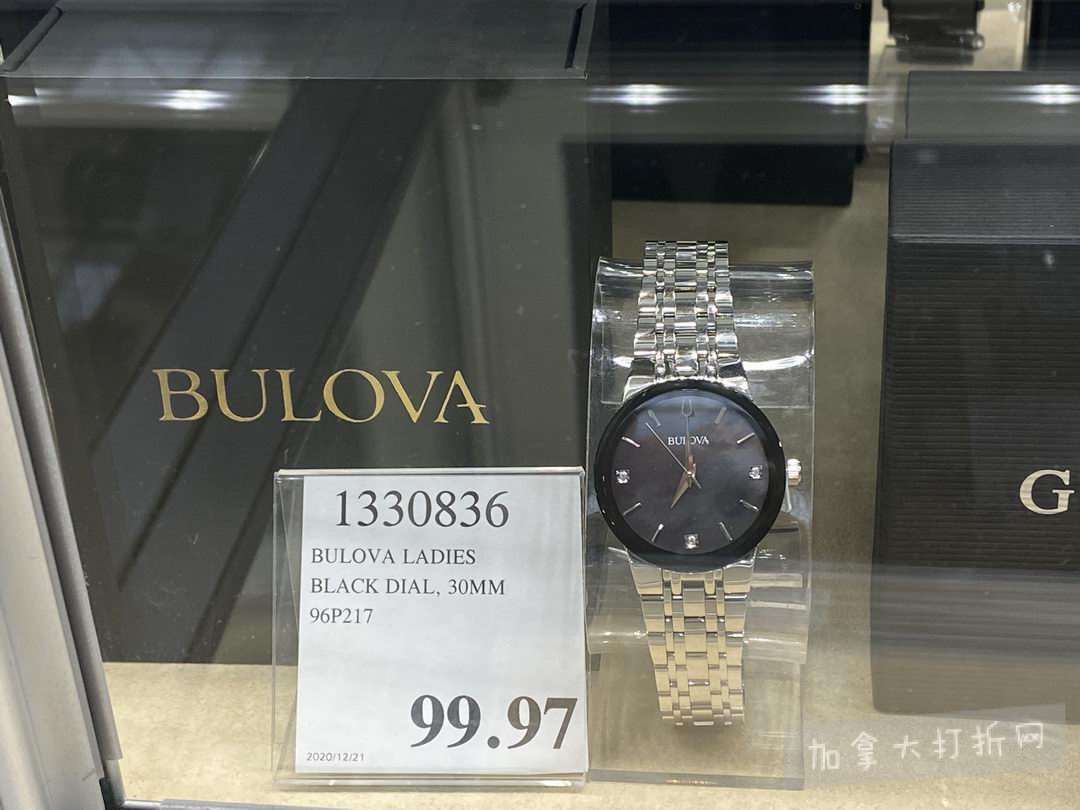 BULOVA
BULOVA
1330836
BULOVA LADIES
BLACK DIAL, 30MM
96P217
99.97
2020/12/21
G
加拿大打折网